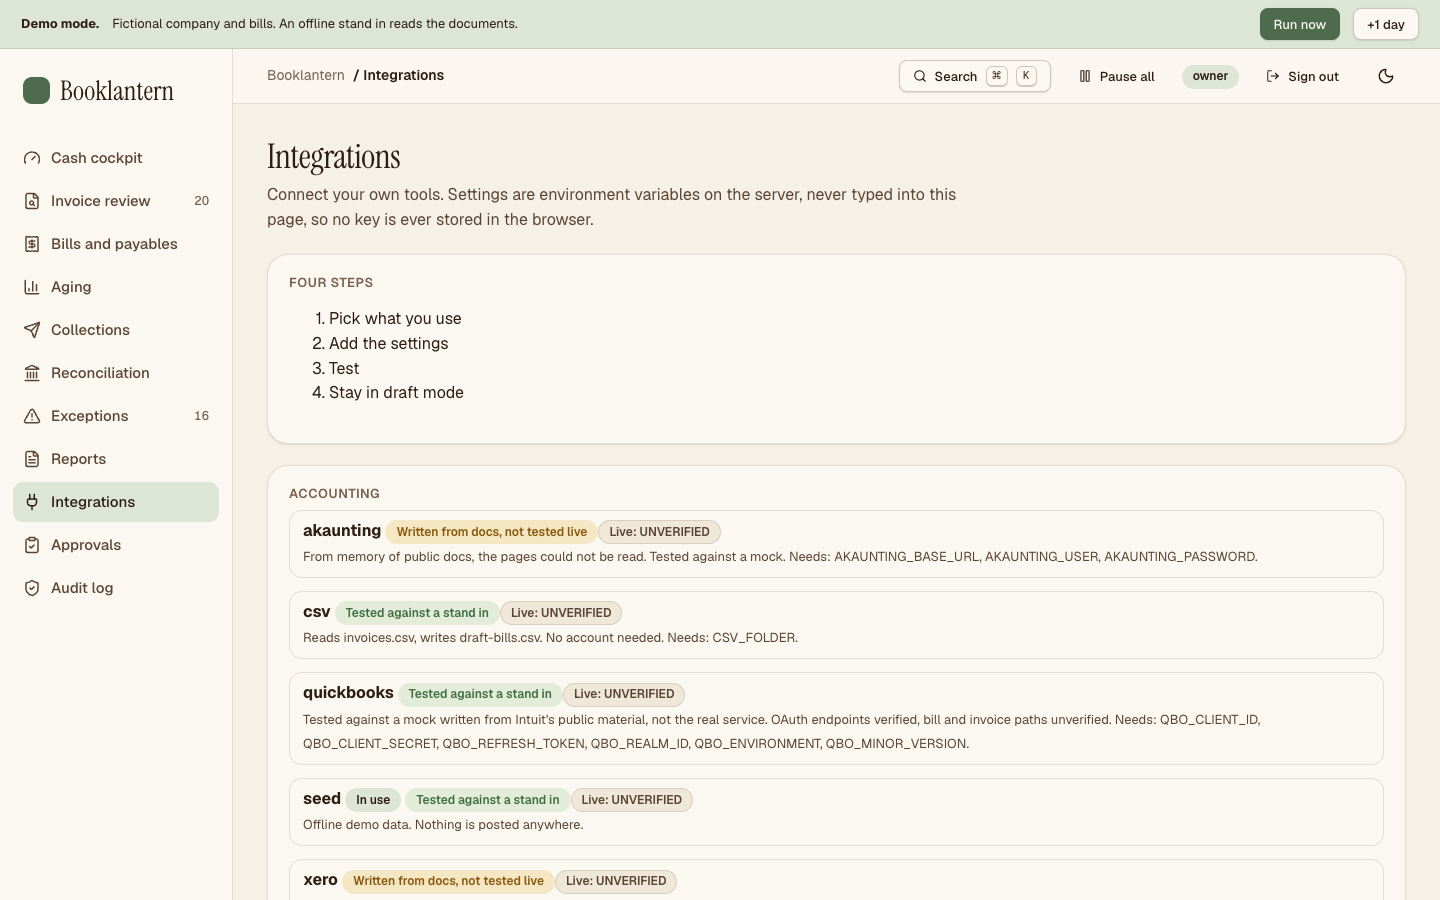 Demo mode. Fictional company and bills. An offline stand in reads the documents.
Run now
+1 day
Booklantern
Booklantern / Integrations
Search ⌘ K
Pause all
owner
Sign out
Cash cockpit
Invoice review 20
Bills and payables
Aging
Collections
Reconciliation
Exceptions 16
Reports
Integrations
Approvals
Audit log
Integrations
Connect your own tools. Settings are environment variables on the server, never typed into this
page, so no key is ever stored in the browser.
FOUR STEPS
1. Pick what you use
2. Add the settings
3. Test
4. Stay in draft mode
ACCOUNTING
akaunting Written from docs, not tested live Live: UNVERIFIED
From memory of public docs, the pages could not be read. Tested against a mock. Needs: AKAUNTING_BASE_URL, AKAUNTING_USER, AKAUNTING_PASSWORD.
csv Tested against a stand in Live: UNVERIFIED
Reads invoices.csv, writes draft-bills.csv. No account needed. Needs: CSV_FOLDER.
quickbooks Tested against a stand in Live: UNVERIFIED
Tested against a mock written from Intuit's public material, not the real service. OAuth endpoints verified, bill and invoice paths unverified. Needs: QBO_CLIENT_ID,
QBO_CLIENT_SECRET, QBO_REFRESH_TOKEN, QBO_REALM_ID, QBO_ENVIRONMENT, QBO_MINOR_VERSION.
seed In use Tested against a stand in Live: UNVERIFIED
Offline demo data. Nothing is posted anywhere.
xero Written from docs, not tested live Live: UNVERIFIED